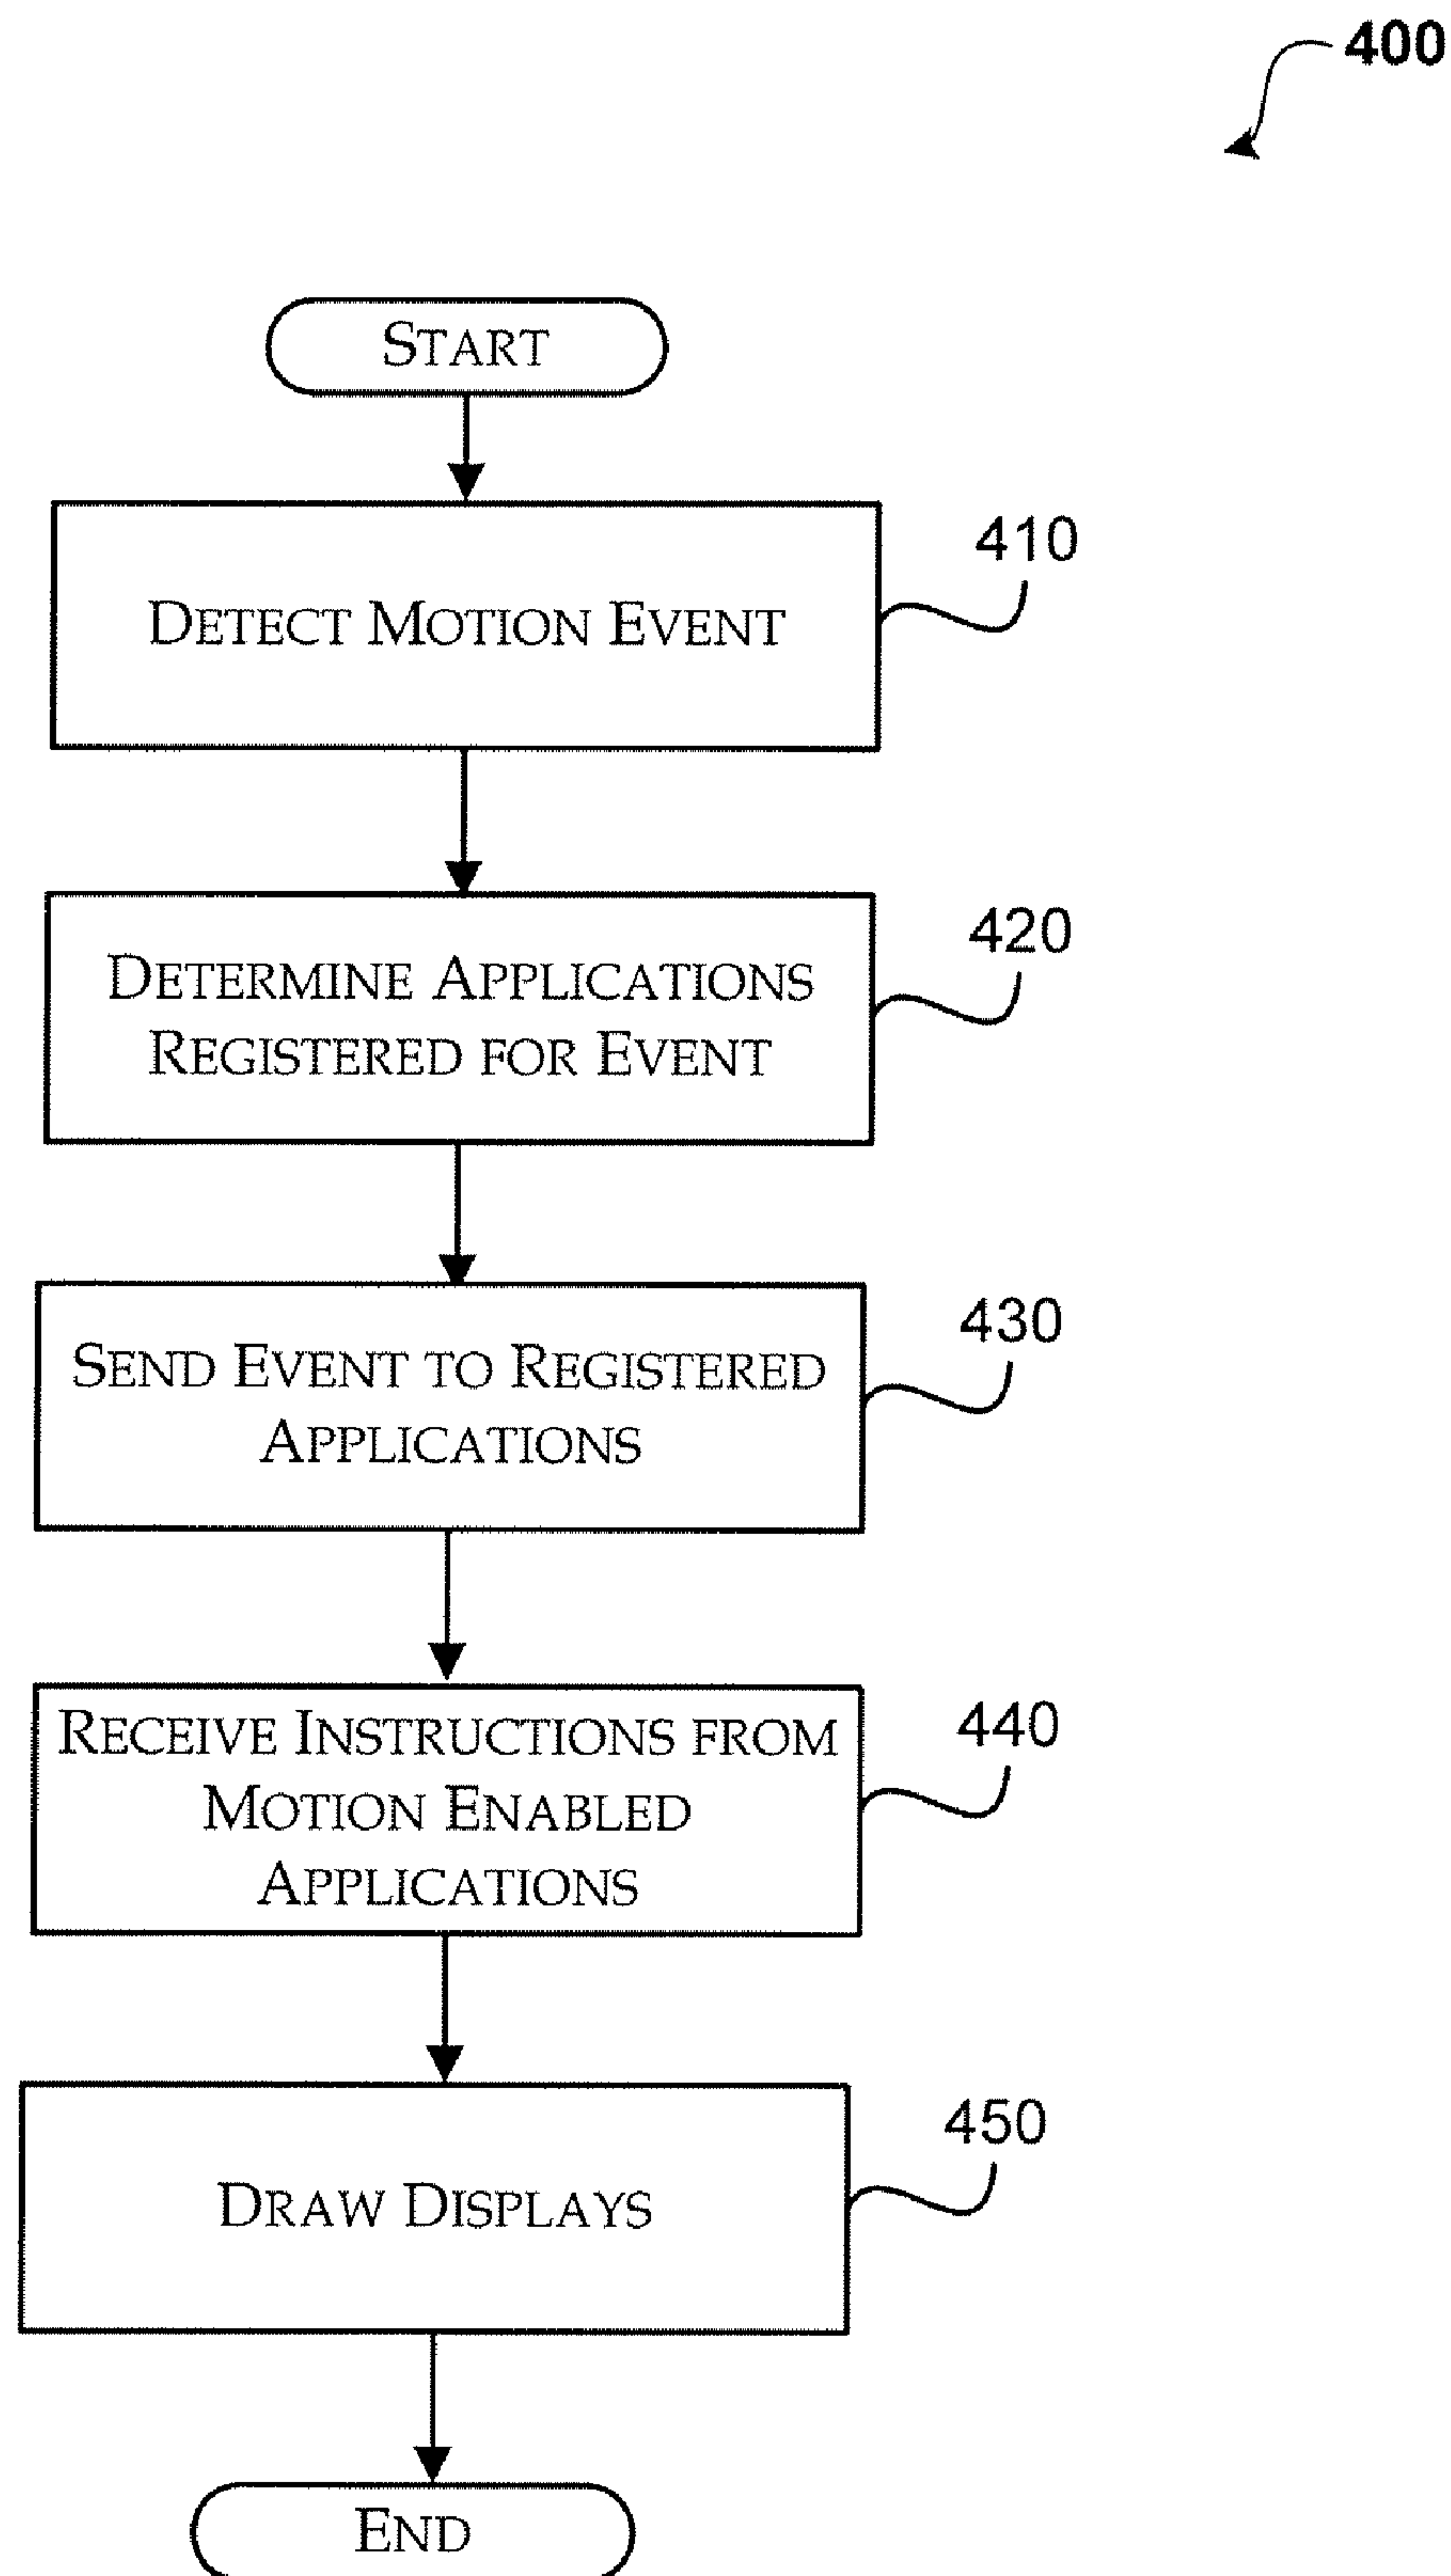 400
START
DETECT MOTION EVENT
410
DETERMINE APPLICATIONS
REGISTERED FOR EVENT
420
SEND EVENT TO REGISTERED
APPLICATIONS
430
RECEIVE INSTRUCTIONS FROM
MOTION ENABLED
APPLICATIONS
440
DRAW DISPLAYS
450
END